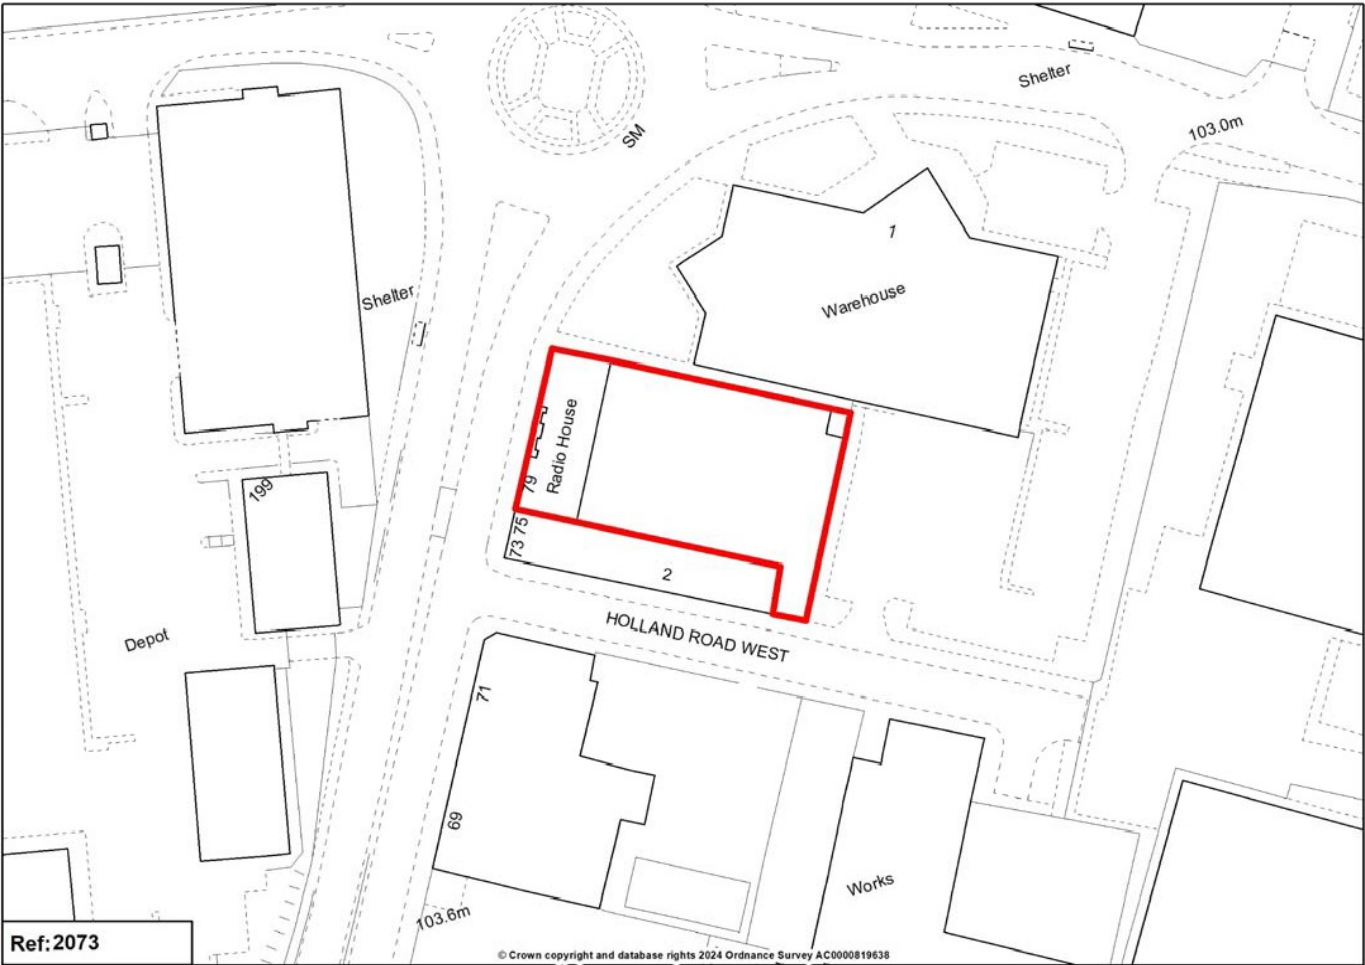 Shelter
103.0m
SM
1
Shelter
Warehouse
Radio House
79
199
73 75
2
HOLLAND ROAD WEST
Depot
71
69
Works
103.6m
Ref:2073
© Crown copyright and database rights 2024 Ordnance Survey AC0000819638